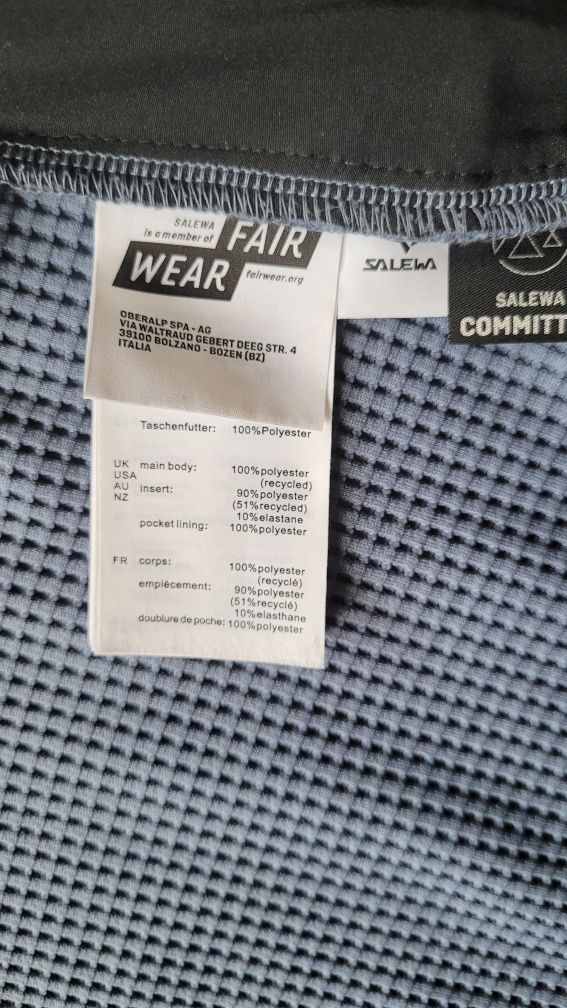 SALEWA
is a member of
FAIR
WEAR
fairwear.org
OBERALP SPA - AG
VIA WALTRAUD GEBERT DEEG STR. 4
39100 BOLZANO - BOZEN (BZ)
ITALIA
SALEWA
SALEWA
COMMITT
Taschenfutter: 100%Polyester
UK main body: 100%polyester
USA (recycled)
AU insert: 90%polyester
NZ (51%recycled)
10%elastane
pocket lining: 100%polyester
FR corps: 100%polyester
(recyclé)
empiècement: 90%polyester
(51%recyclé)
10%elasthane
doublure de poche: 100%polyester